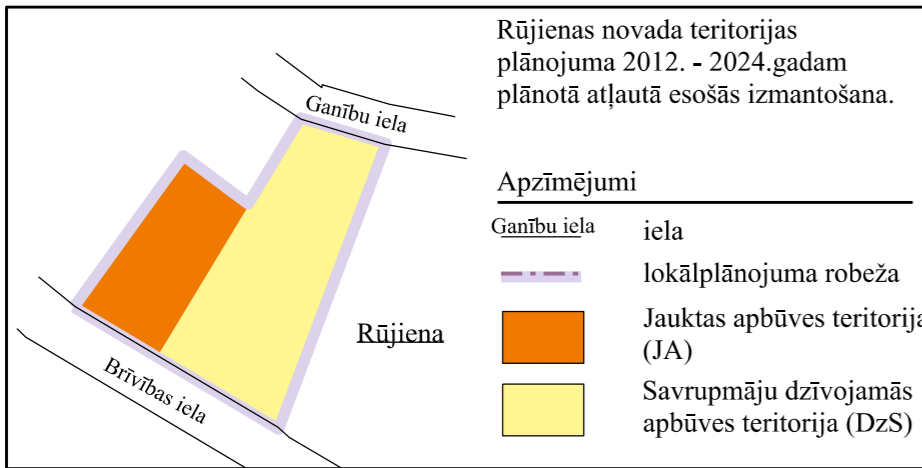 Rūjienas novada teritorijas
plānojuma 2012. - 2024.gadam
plānotā atļautā esošās izmantošana.
Ganību iela
Apzīmējumi
Ganību iela
iela
lokālplānojuma robeža
Jauktas apbūves teritorija
(JA)
Rūjiena
Savrupmāju dzīvojamās
apbūves teritorija (DzS)
Brīvības iela